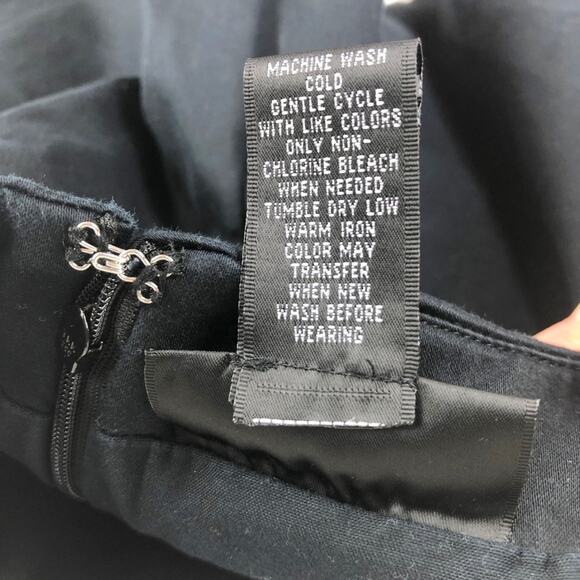 MACHINE WASH
COLD
GENTLE CYCLE
WITH LIKE COLORS
ONLY NON-
CHLORINE BLEACH
WHEN NEEDED
TUMBLE DRY LOW
WARM IRON
COLOR MAY
TRANSFER
WHEN NEW
WASH BEFORE
WEARING